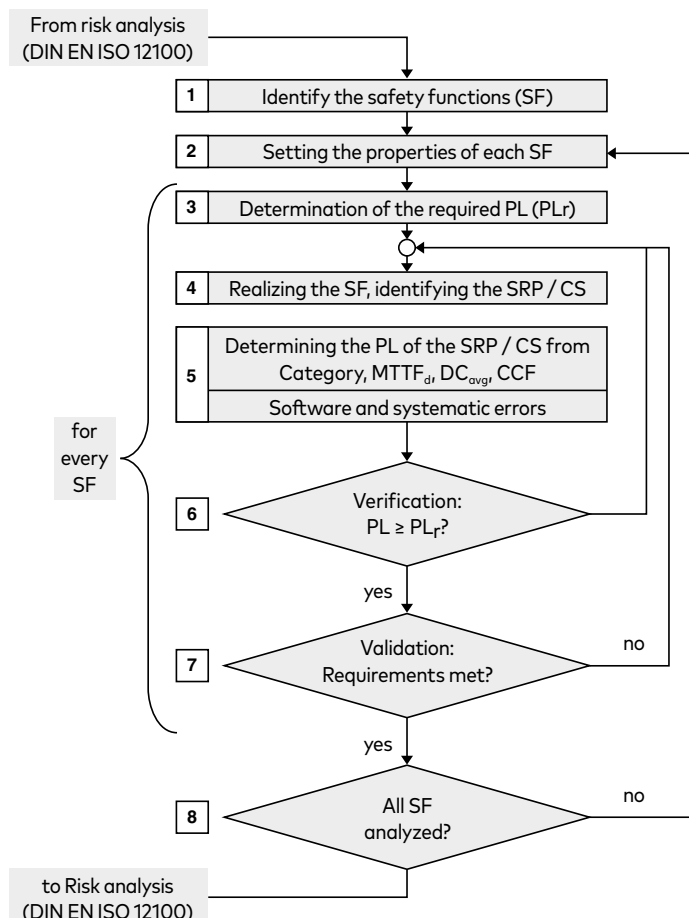 From risk analysis
(DIN EN ISO 12100)
1 Identify the safety functions (SF)
2 Setting the properties of each SF
3 Determination of the required PL (PLr)
4 Realizing the SF, identifying the SRP / CS
5 Determining the PL of the SRP / CS from
Category, MTTFd, DCavg, CCF
Software and systematic errors
for
every
SF
6 Verification:
PL ≥ PLr?
yes
7 Validation:
Requirements met?
no
yes
8 All SF
analyzed?
no
to Risk analysis
(DIN EN ISO 12100)